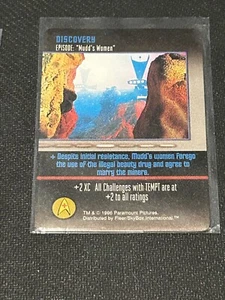 DISCOVERY
EPISODE: "Mudd's Women"
+ Despite initial resistance, Mudd's women forego
the use of the illegal beauty drug and agree to
marry the miners.
+2 XC All Challenges with TEMPT are at
+2 to all ratings
TM & © 1996 Paramount Pictures.
Distributed by Fleer/SkyBox International.™